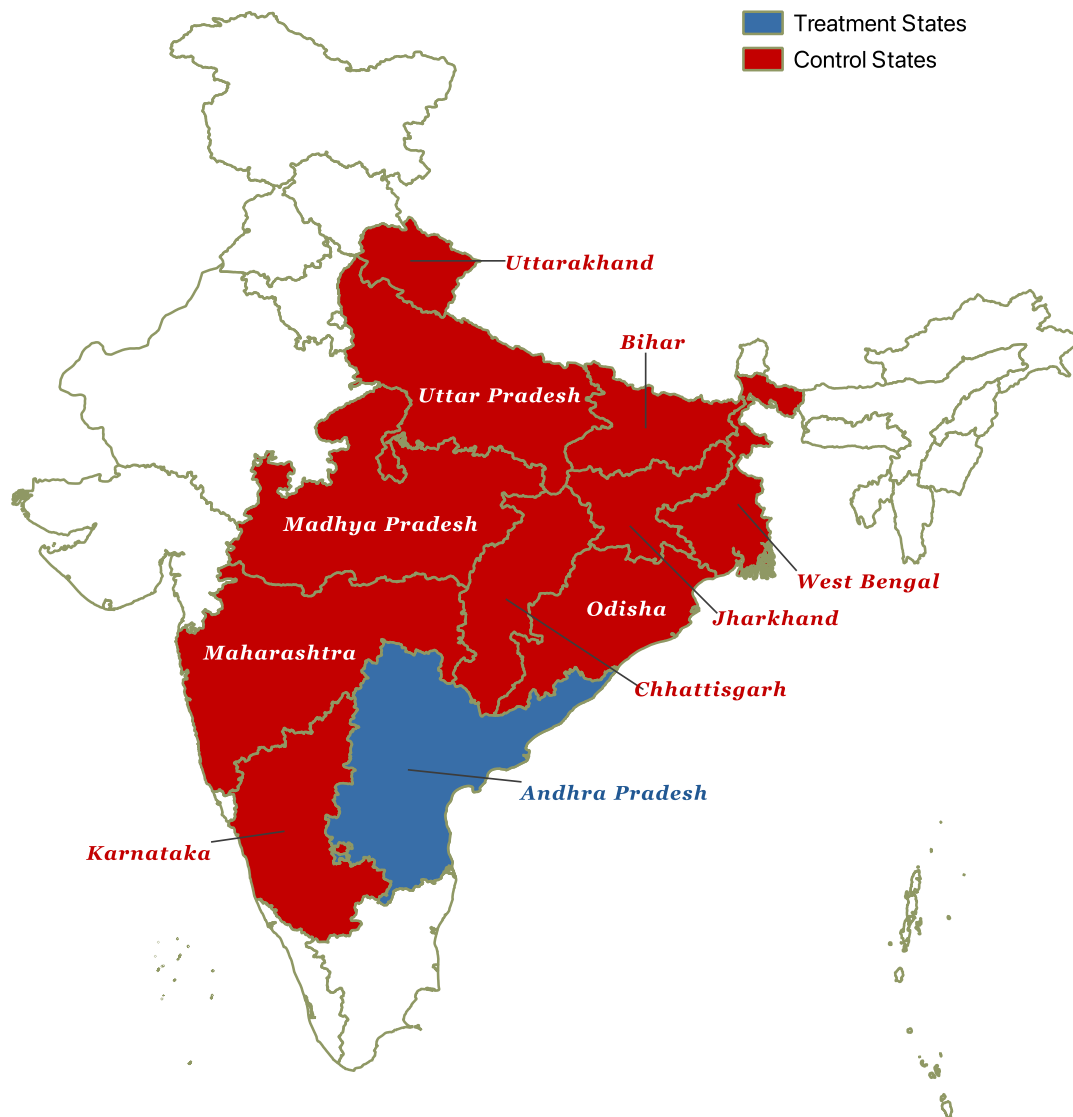 Treatment States
Control States
Uttarakhand
Bihar
Uttar Pradesh
Madhya Pradesh
West Bengal
Odisha
Jharkhand
Maharashtra
Chhattisgarh
Andhra Pradesh
Karnataka